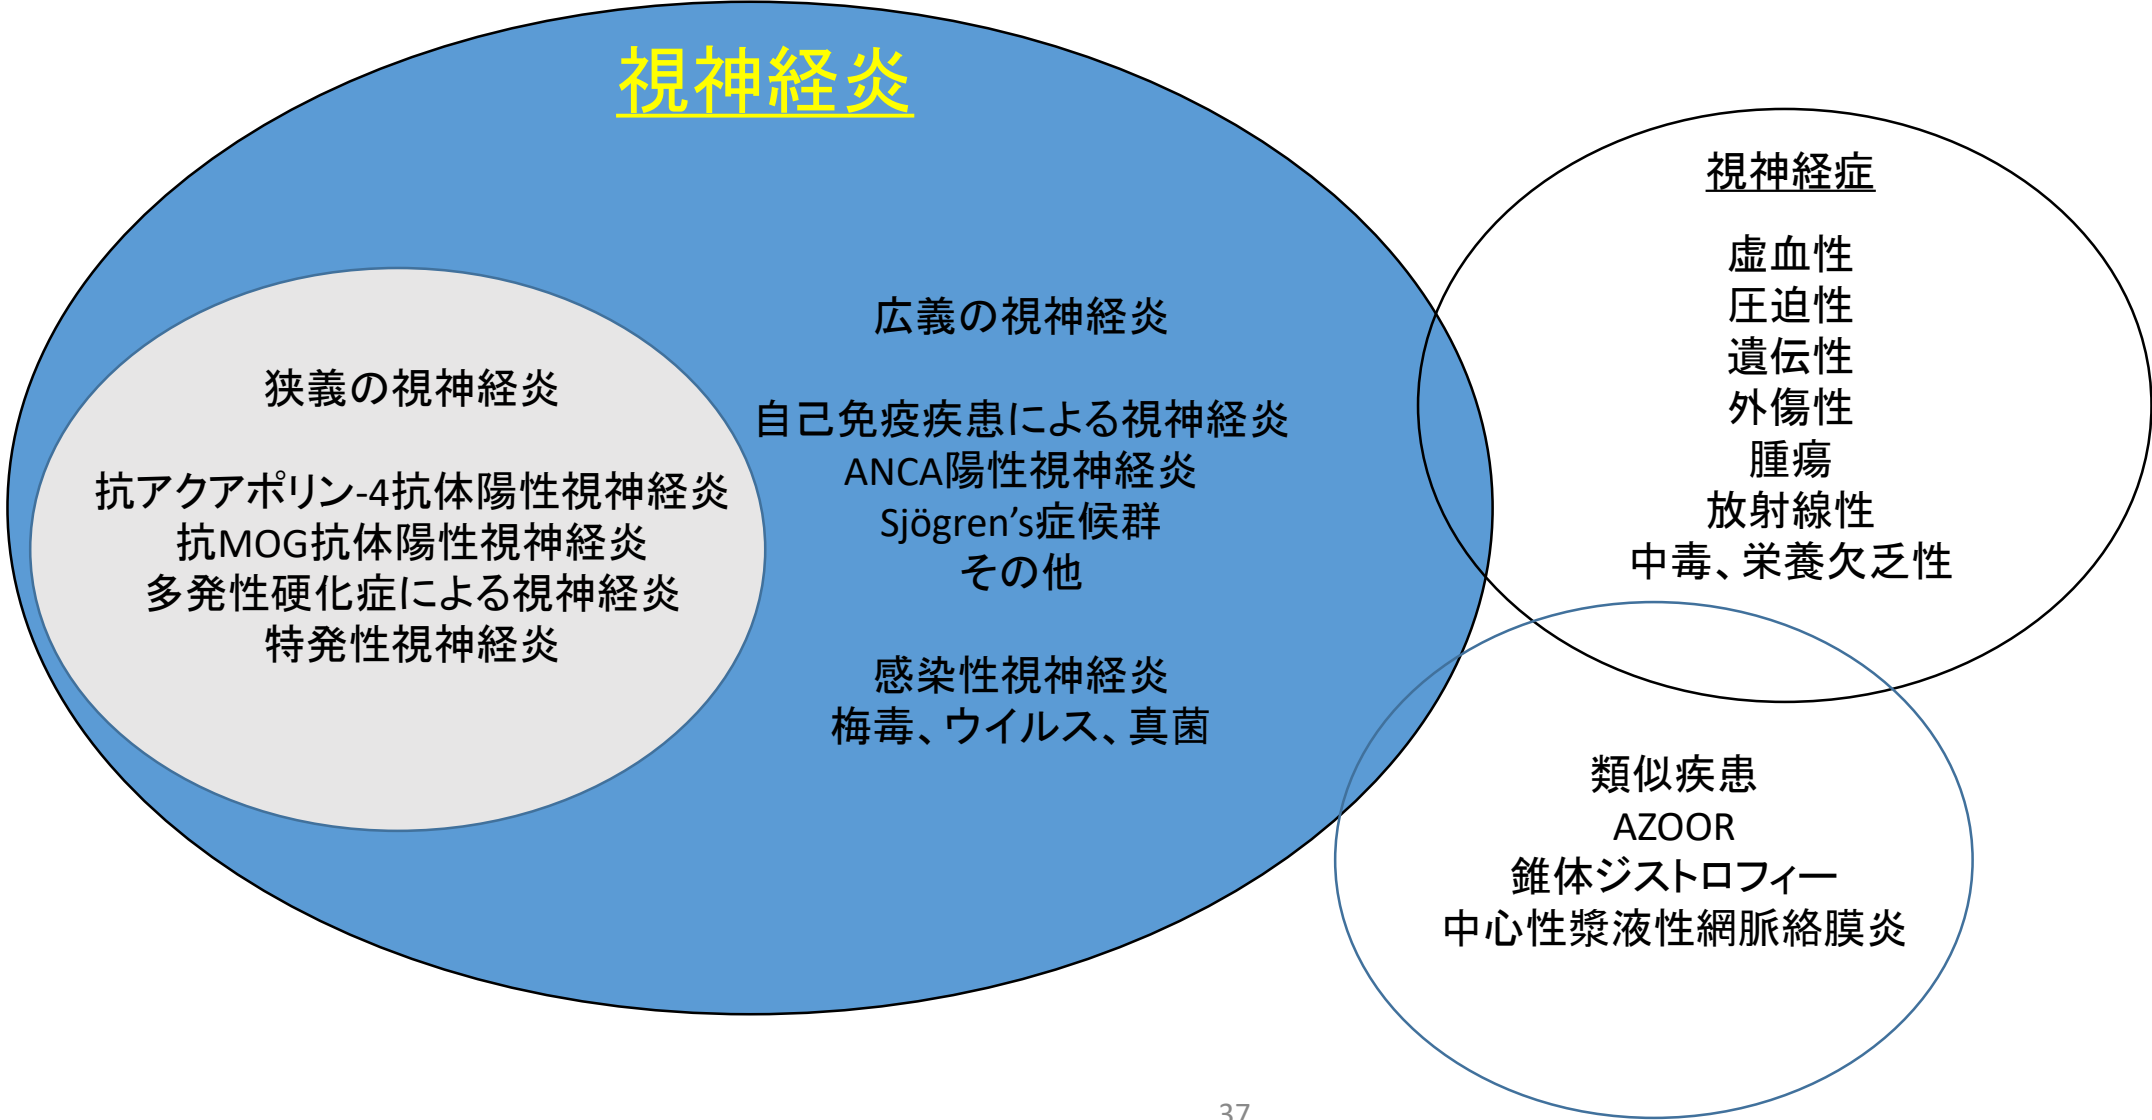 視神経炎
狭義の視神経炎
抗アクアポリン-4抗体陽性視神経炎
抗MOG抗体陽性視神経炎
多発性硬化症による視神経炎
特発性視神経炎
広義の視神経炎
自己免疫疾患による視神経炎
ANCA陽性視神経炎
Sjögren’s症候群
その他
感染性視神経炎
梅毒、ウイルス、真菌
視神経症
虚血性
圧迫性
遺伝性
外傷性
腫瘍
放射線性
中毒、栄養欠乏性
類似疾患
AZOOR
錐体ジストロフィー
中心性漿液性網脈絡膜炎
37